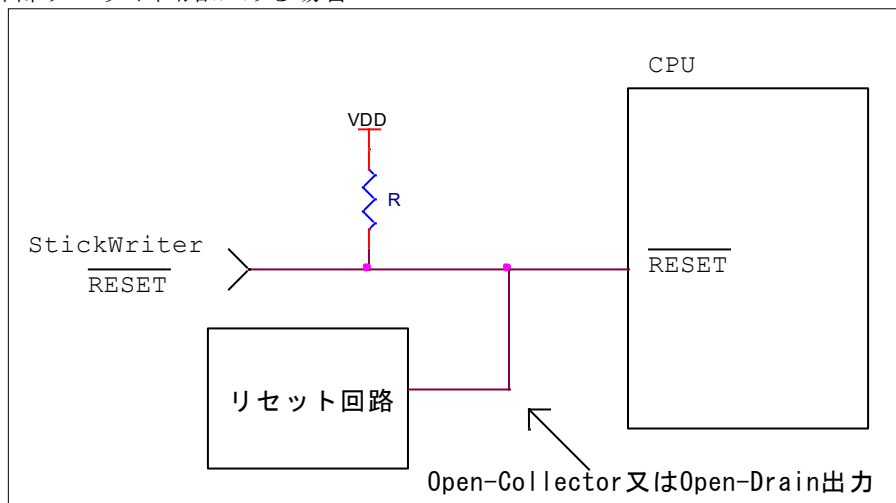 CPU
VDD
R
StickWriter
RESET
RESET
リセット回路
Open-Collector又はOpen-Drain出力